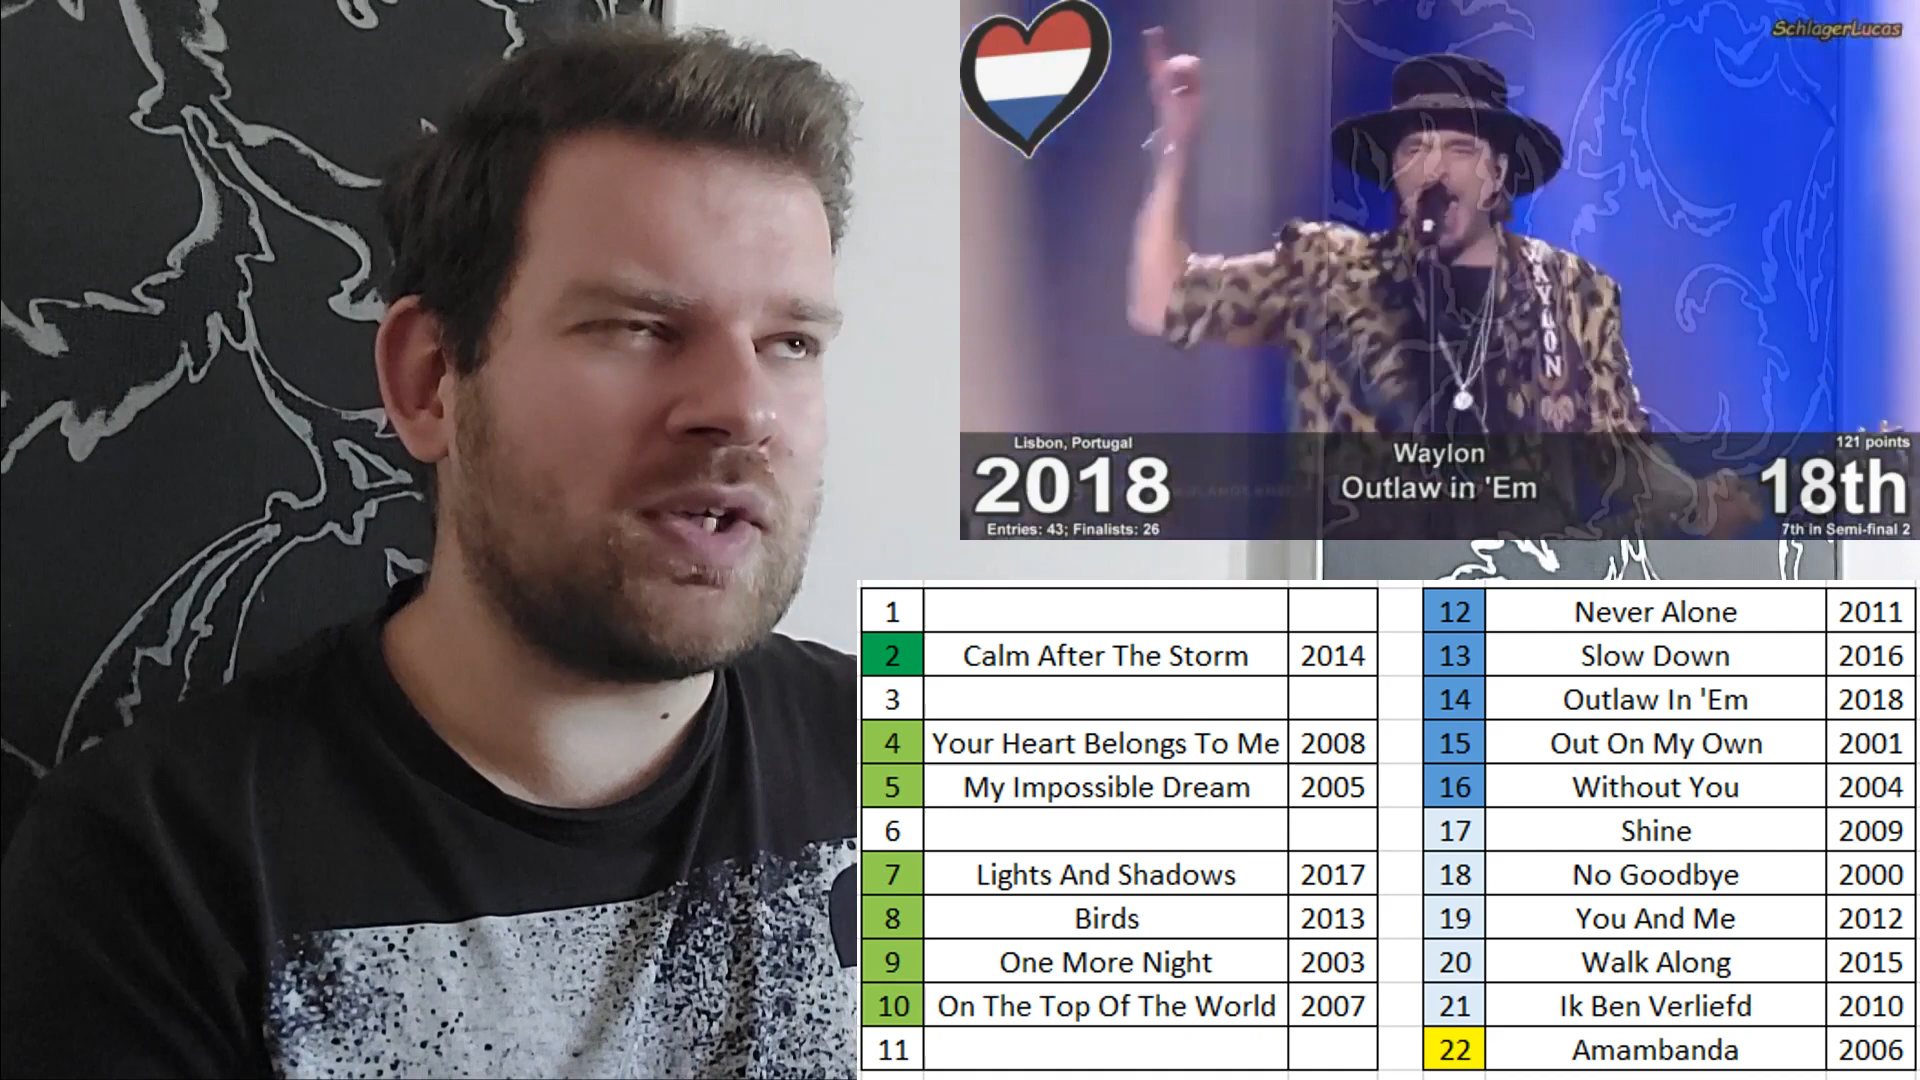 SchlagerLucas
WAYLON
Lisbon, Portugal
2018
Entries: 43; Finalists: 26
Waylon
Outlaw in 'Em
121 points
18th
7th in Semi-final 2
1
2 Calm After The Storm 2014
3
4 Your Heart Belongs To Me 2008
5 My Impossible Dream 2005
6
7 Lights And Shadows 2017
8 Birds 2013
9 One More Night 2003
10 On The Top Of The World 2007
11
12 Never Alone 2011
13 Slow Down 2016
14 Outlaw In 'Em 2018
15 Out On My Own 2001
16 Without You 2004
17 Shine 2009
18 No Goodbye 2000
19 You And Me 2012
20 Walk Along 2015
21 Ik Ben Verliefd 2010
22 Amambanda 2006